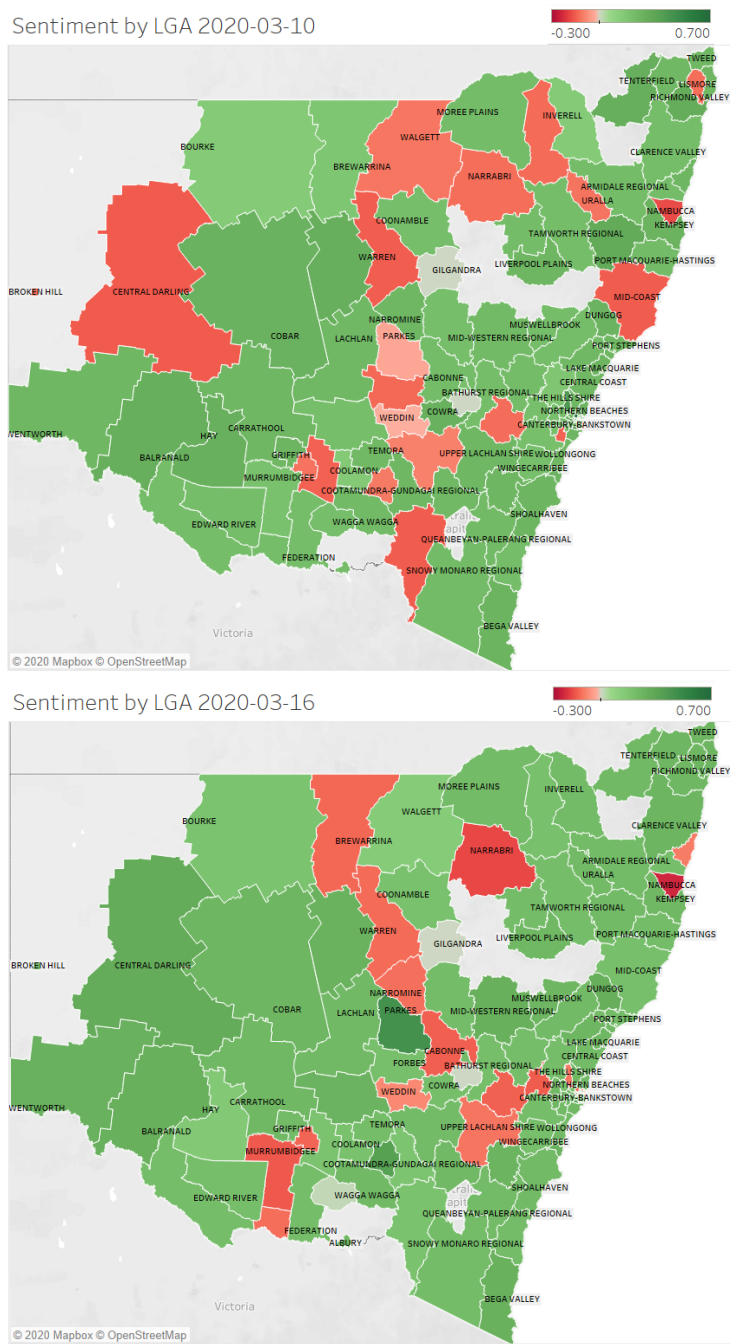 Sentiment by LGA 2020-03-10
-0.300 0.700
TWEED
TENTERFIELD LISMORE
RICHMOND VALLEY
MOREE PLAINS INVERELL
WALGETT
BOURKE
CLARENCE VALLEY
BREWARRINA
NARRABRI
ARMIDALE REGIONAL
URALLA
NAMBUCCA
COONAMBLE
KEMPSEY
TAMWORTH REGIONAL
WARREN
LIVERPOOL PLAINS PORT MACQUARIE-HASTINGS
GILGANDRA
BROKEN HILL CENTRAL DARLING
MID-COAST
DUNGOG
NARROMINE
MUSWELLBROOK
COBAR LACHLAN PARKES MID-WESTERN REGIONAL
PORT STEPHENS
LAKE MACQUARIE
CABONNE CENTRAL COAST
BATHURST REGIONAL
THE HILLS SHIRE
COWRA NORTHERN BEACHES
WEDDIN
CANTERBURY-BANKSTOWN
CARRATHOOL
WENTWORTH HAY
TEMORA
GRIFFITH UPPER LACHLAN SHIRE WOLLONGONG
BALRANALD
COOLAMON WINGECARRIBEE
MURRUMBIDGEE
COOTAMUNDRA-GUNDAGAI REGIONAL
SHOALHAVEN
EDWARD RIVER WAGGA WAGGA
QUEANBEYAN-PALERANG REGIONAL
FEDERATION
SNOWY MONARO REGIONAL
BEGA VALLEY
Victoria
© 2020 Mapbox © OpenStreetMap
Sentiment by LGA 2020-03-16
-0.300 0.700
TWEED
TENTERFIELD LISMORE
RICHMOND VALLEY
MOREE PLAINS INVERELL
WALGETT
BOURKE
CLARENCE VALLEY
BREWARRINA
NARRABRI
ARMIDALE REGIONAL
URALLA
NAMBUCCA
COONAMBLE
KEMPSEY
TAMWORTH REGIONAL
WARREN
LIVERPOOL PLAINS PORT MACQUARIE-HASTINGS
GILGANDRA
BROKEN HILL CENTRAL DARLING
MID-COAST
DUNGOG
NARROMINE
MUSWELLBROOK
COBAR LACHLAN PARKES MID-WESTERN REGIONAL
PORT STEPHENS
LAKE MACQUARIE
CABONNE CENTRAL COAST
FORBES BATHURST REGIONAL
THE HILLS SHIRE
COWRA NORTHERN BEACHES
WEDDIN
CANTERBURY-BANKSTOWN
CARRATHOOL
WENTWORTH HAY
TEMORA
GRIFFITH UPPER LACHLAN SHIRE WOLLONGONG
BALRANALD
COOLAMON WINGECARRIBEE
MURRUMBIDGEE
COOTAMUNDRA-GUNDAGAI REGIONAL
SHOALHAVEN
EDWARD RIVER WAGGA WAGGA
QUEANBEYAN-PALERANG REGIONAL
FEDERATION
ALBURY SNOWY MONARO REGIONAL
BEGA VALLEY
Victoria
© 2020 Mapbox © OpenStreetMap